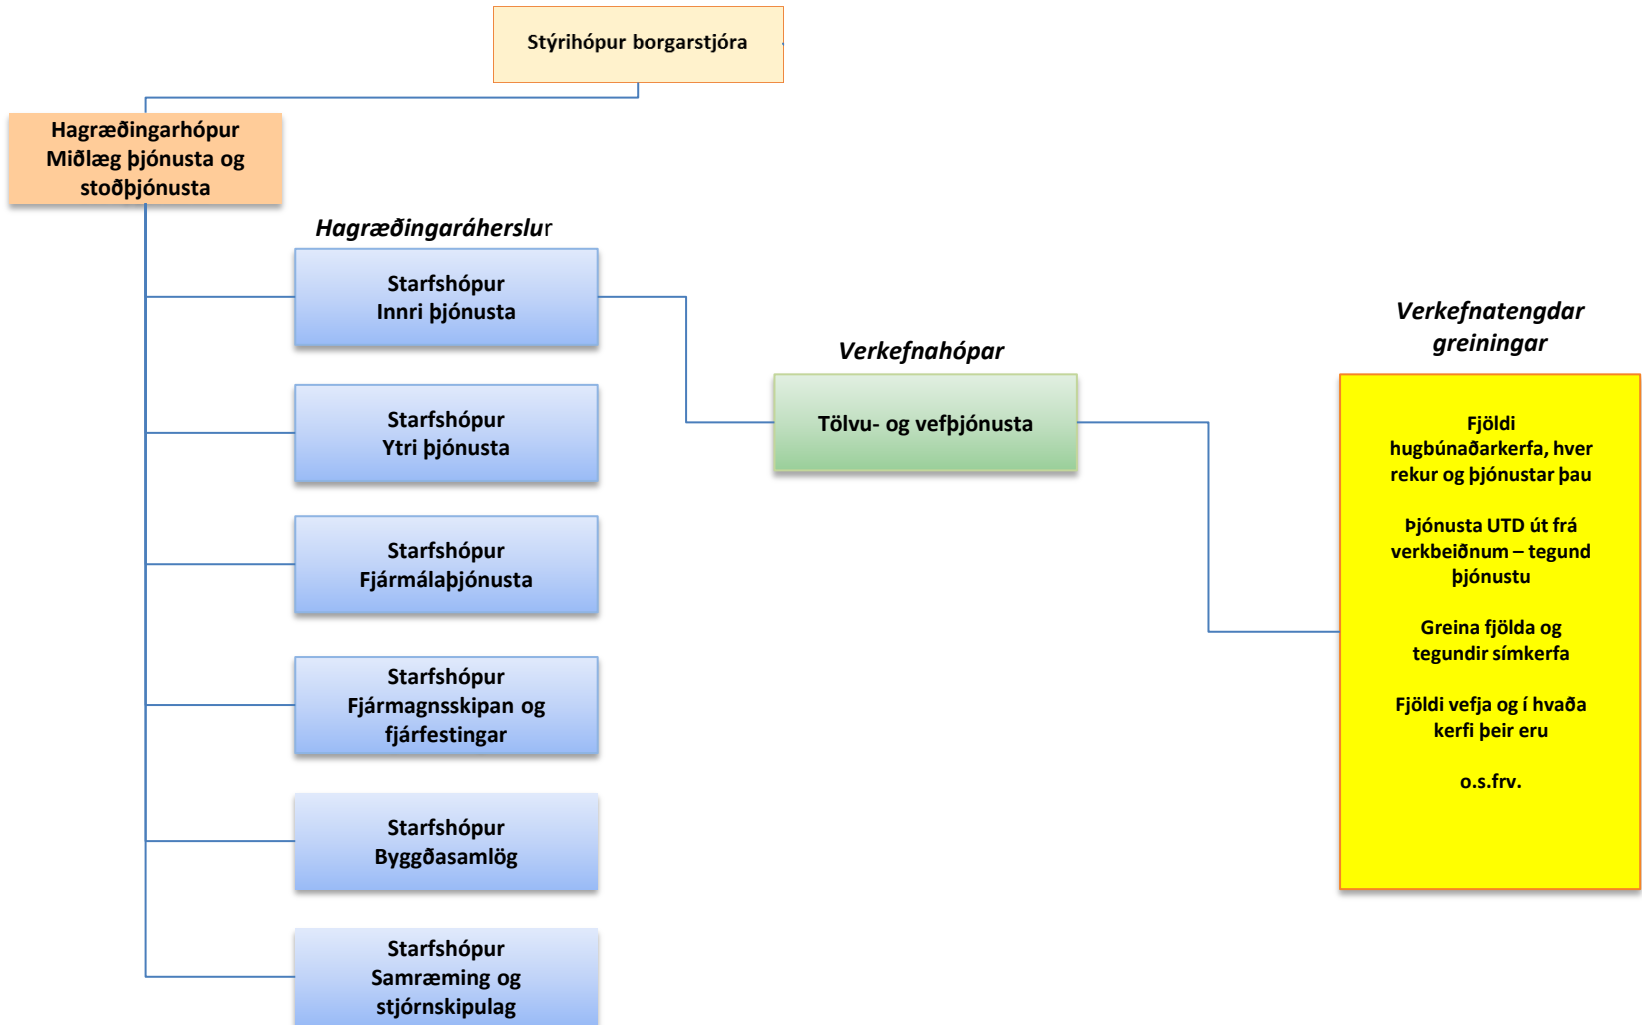 Stýrihópur borgarstjóra
Hagræðingarhópur
Miðlæg þjónusta og
stoðþjónusta
Hagræðingaráherslur
Starfshópur
Innri þjónusta
Starfshópur
Ytri þjónusta
Starfshópur
Fjármálaþjónusta
Starfshópur
Fjármagnsskipan og
fjárfestingar
Starfshópur
Byggðasamlög
Starfshópur
Samræming og
stjórnskipulag
Verkefnahópar
Tölvu- og vefþjónusta
Verkefnatengdar
greiningar
Fjöldi
hugbúnaðarkerfa, hver
rekur og þjónustar þau
Þjónusta UTD út frá
verkbeiðnum – tegund
þjónustu
Greina fjölda og
tegundir símkerfa
Fjöldi vefja og í hvaða
kerfi þeir eru
o.s.frv.